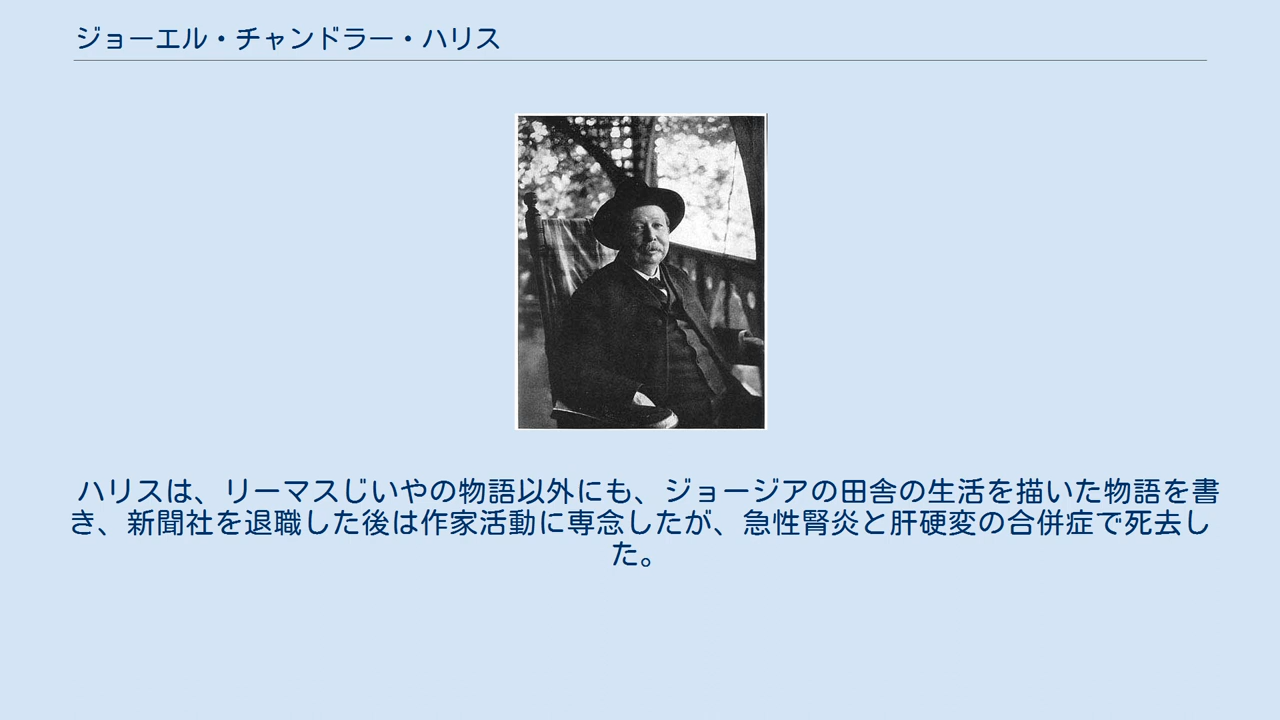 ジョーエル・チャンドラー・ハリス
ハリスは、リーマスじいやの物語以外にも、ジョージアの田舎の生活を描いた物語を書
き、新聞社を退職した後は作家活動に専念したが、急性腎炎と肝硬変の合併症で死去し
た。